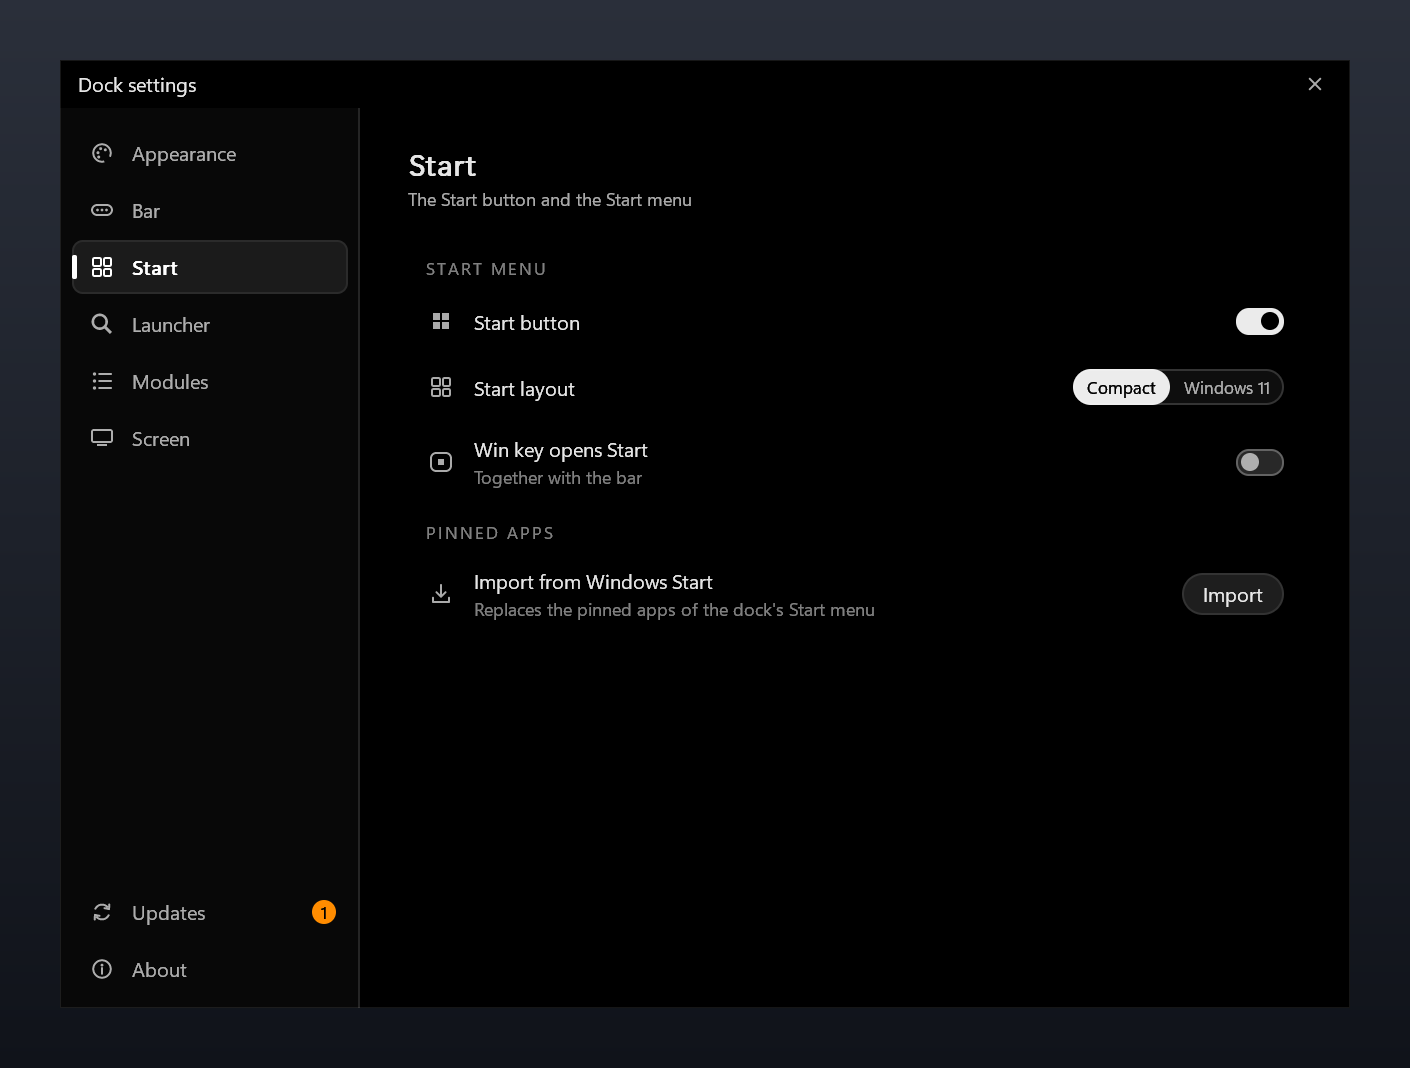 Dock settings
Appearance
Bar
Start
Launcher
Modules
Screen
Updates
1
About
Start
The Start button and the Start menu
START MENU
Start button
Start layout
Compact
Windows 11
Win key opens Start
Together with the bar
PINNED APPS
Import from Windows Start
Replaces the pinned apps of the dock's Start menu
Import